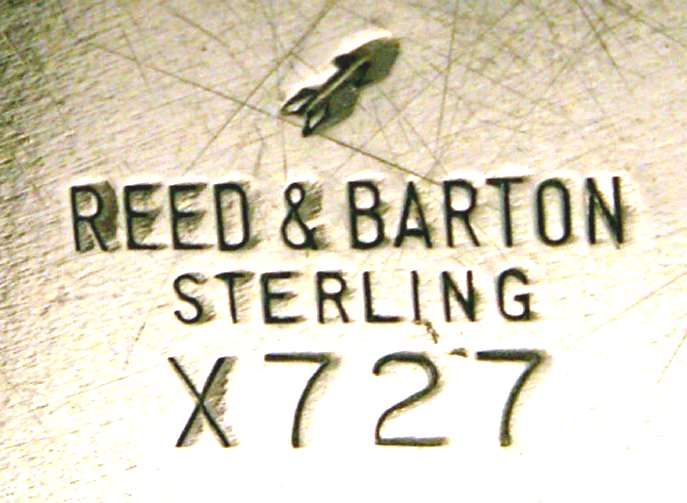 REED & BARTON
STERLING
X727